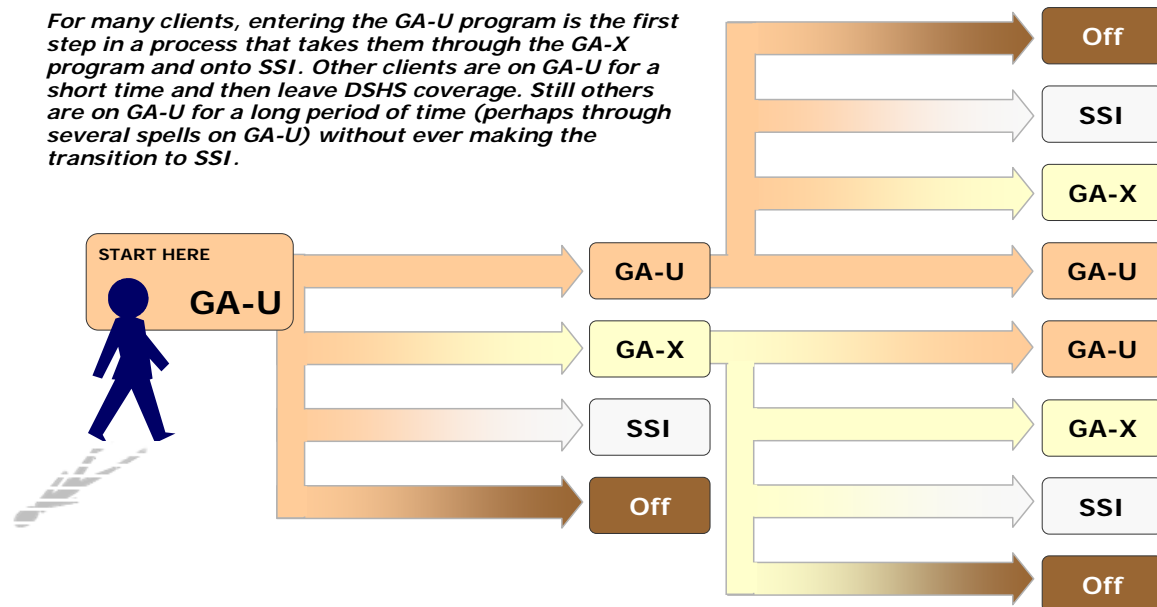 For many clients, entering the GA-U program is the first
step in a process that takes them through the GA-X
program and onto SSI. Other clients are on GA-U for a
short time and then leave DSHS coverage. Still others
are on GA-U for a long period of time (perhaps through
several spells on GA-U) without ever making the
transition to SSI.
START HERE
GA-U
GA-U
GA-X
SSI
Off
Off
SSI
GA-X
GA-U
GA-U
GA-X
SSI
Off